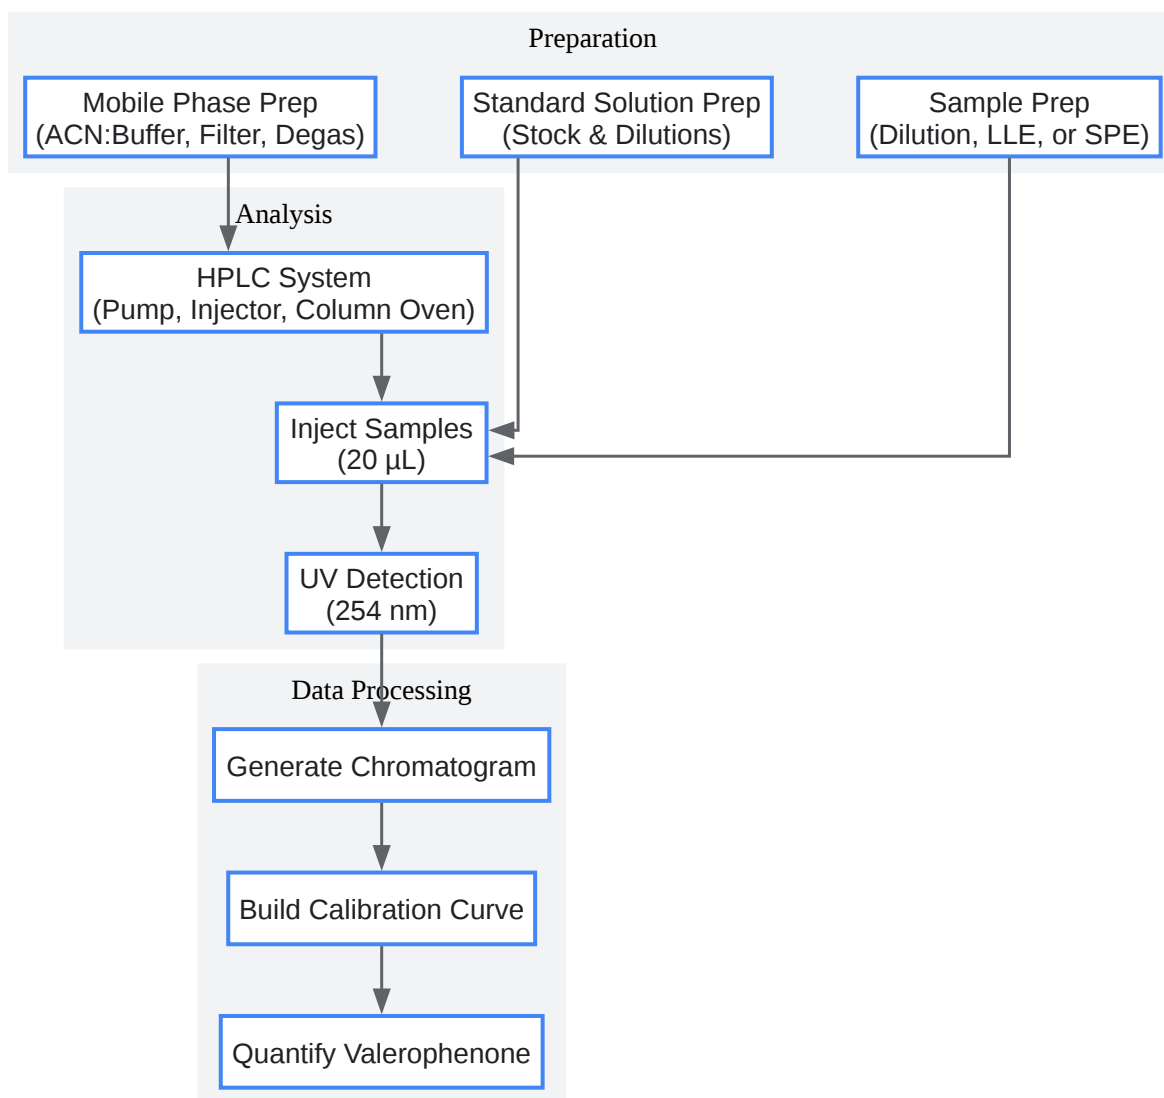 Preparation
Mobile Phase Prep
(ACN:Buffer, Filter, Degas)
Standard Solution Prep
(Stock & Dilutions)
Sample Prep
(Dilution, LLE, or SPE)
Analysis
HPLC System
(Pump, Injector, Column Oven)
Inject Samples
(20 µL)
UV Detection
(254 nm)
Data Processing
Generate Chromatogram
Build Calibration Curve
Quantify Valerophenone